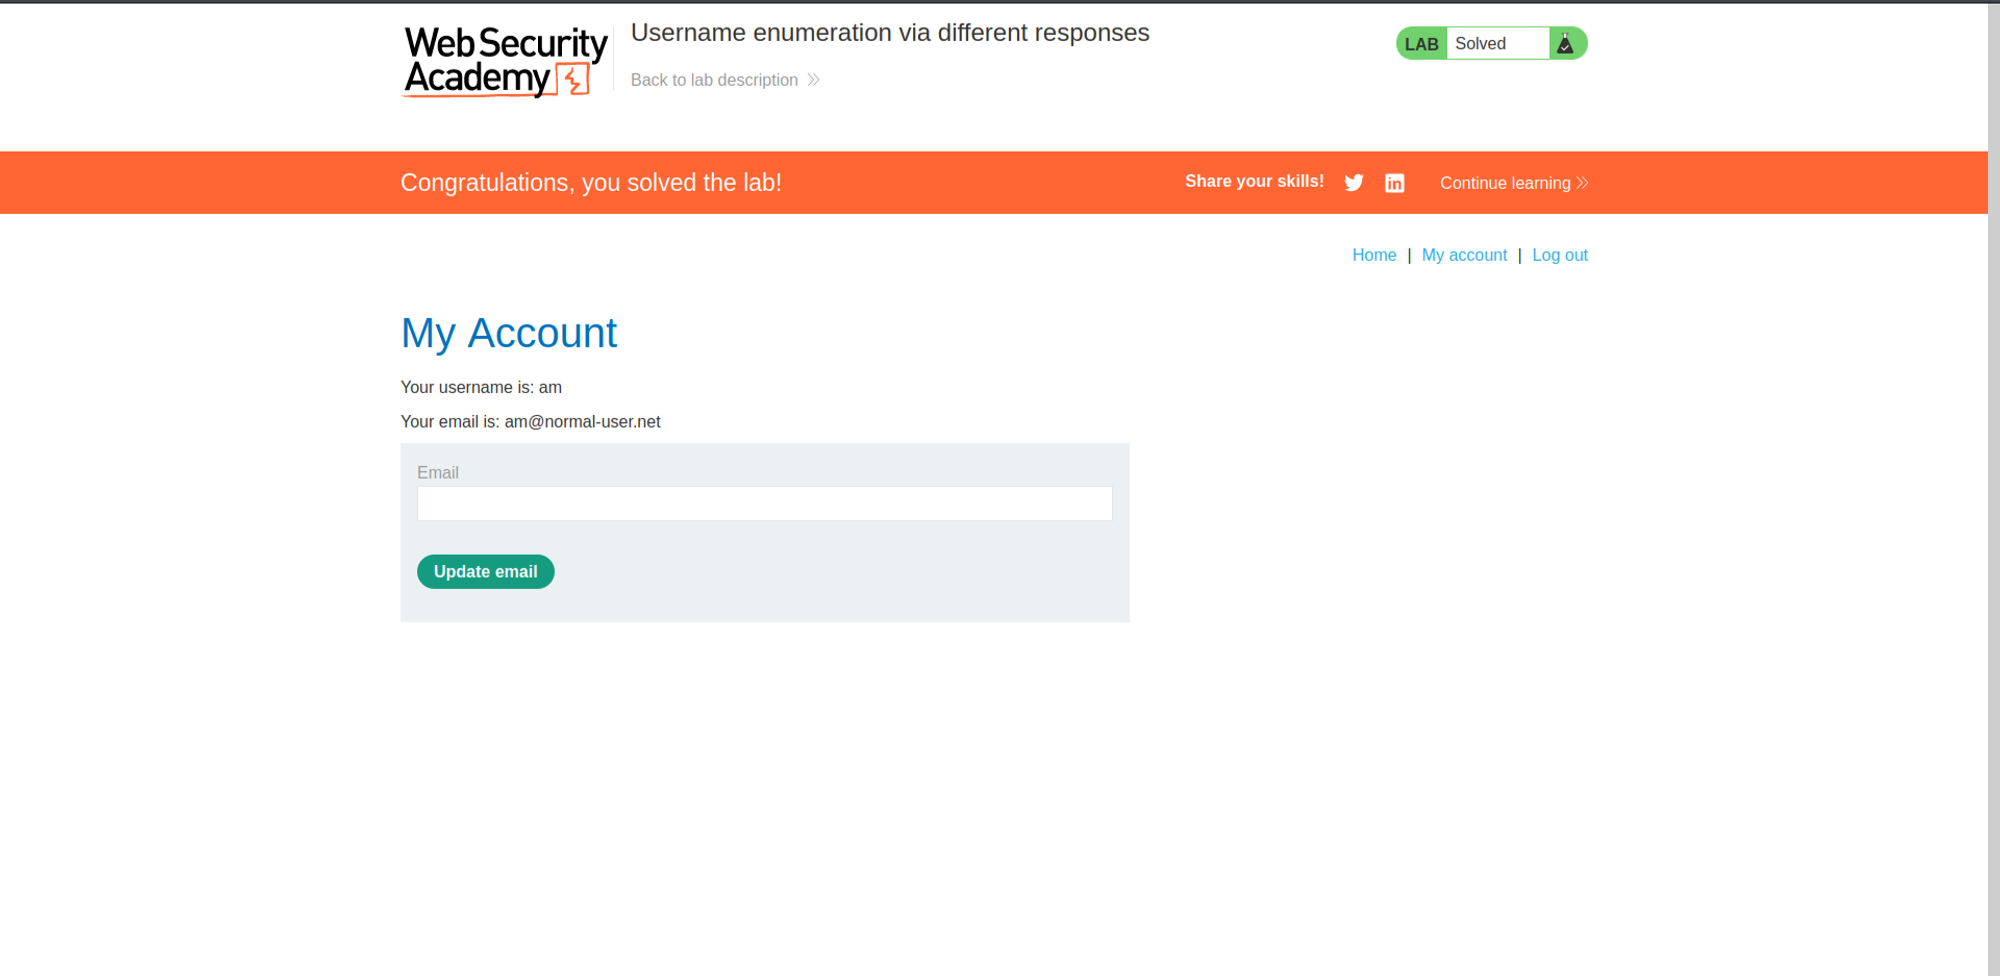 Web Security
Academy
Username enumeration via different responses
Back to lab description
LAB Solved
Congratulations, you solved the lab!
Share your skills!
Continue learning
Home | My account | Log out
My Account
Your username is: am
Your email is: am@normal-user.net
Email
Update email